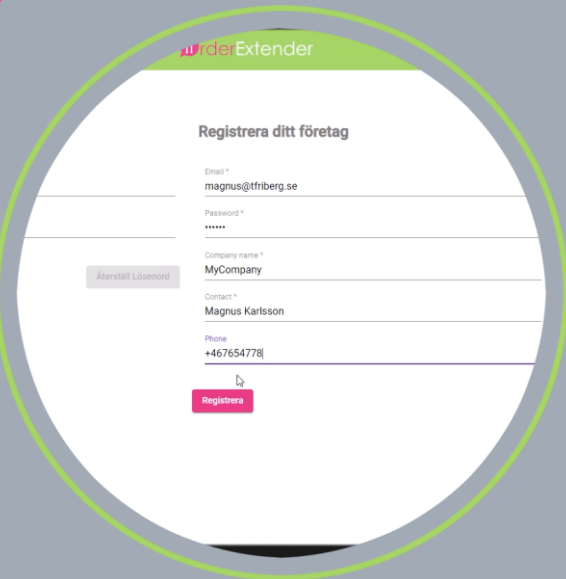 OrderExtender
Registrera ditt företag
Email *
magnus@tfriberg.se
Password *
••••••
Company name *
MyCompany
Återställ Lösenord
Contact *
Magnus Karlsson
Phone
+467654778
Registrera